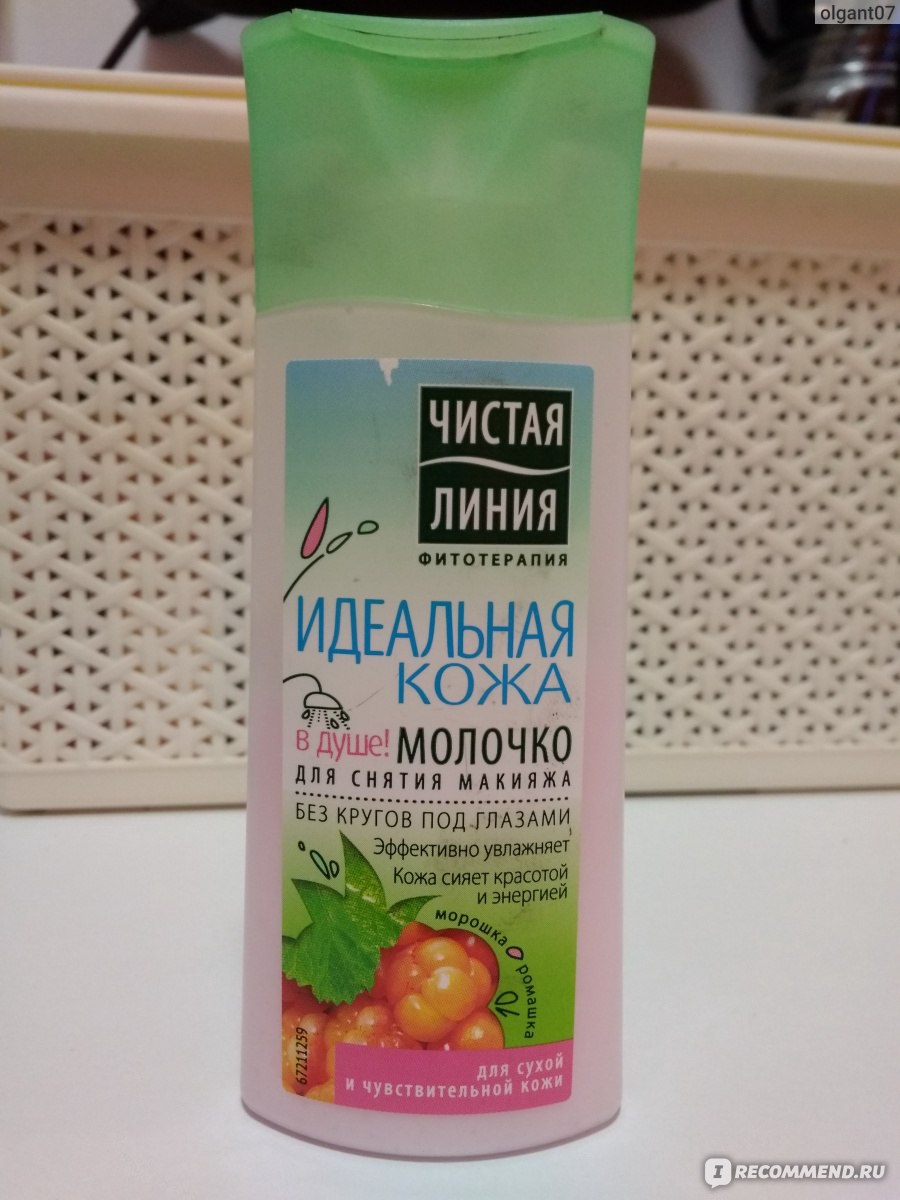 olgant07
ЧИСТАЯ
ЛИНИЯ
ФИТОТЕРАПИЯ
ИДЕАЛЬНАЯ
КОЖА
в душе! МОЛОЧКО
ДЛЯ СНЯТИЯ МАКИЯЖА
БЕЗ КРУГОВ ПОД ГЛАЗАМИ
Эффективно увлажняет¹
Кожа сияет красотой
и энергией
морошка
ромашка
67211259
для сухой
и чувствительной кожи
I RECOMMEND.RU